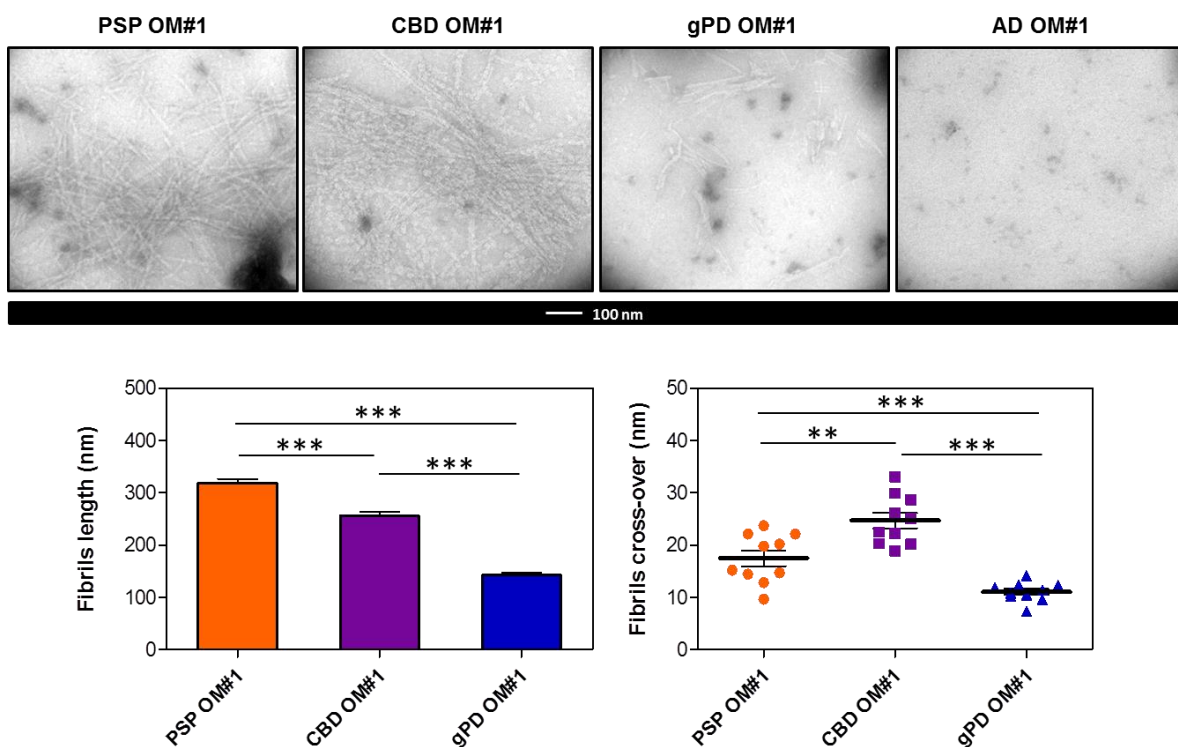 PSP OM#1 CBD OM#1 gPD OM#1 AD OM#1
100 nm
Fibrils length (nm)
500
400
300
200
100
0
***
***
***
PSP OM#1
CBD OM#1
gPD OM#1
Fibrils cross-over (nm)
50
40
30
20
10
0
***
**
***
PSP OM#1
CBD OM#1
gPD OM#1